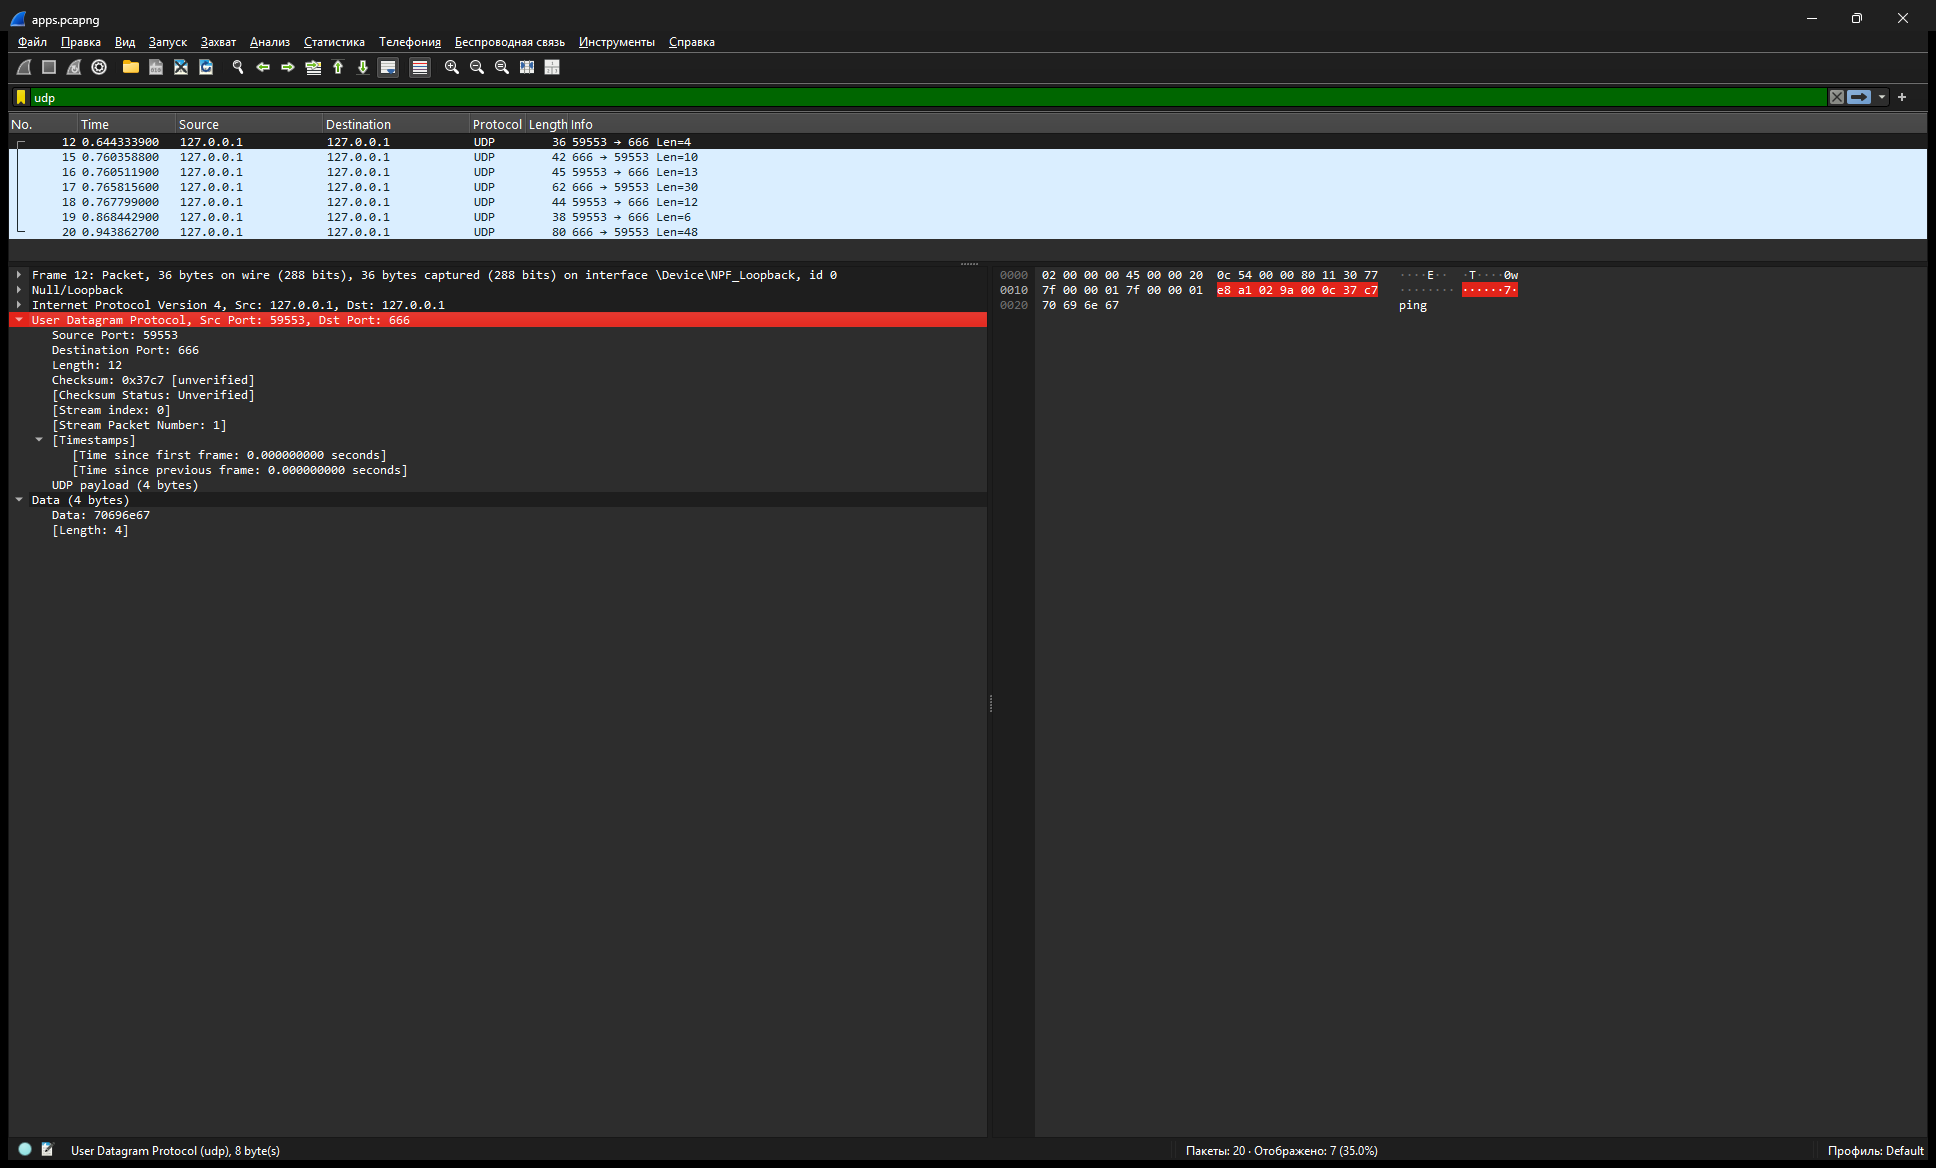 apps.pcapng
Файл Правка Вид Запуск Захват Анализ Статистика Телефония Беспроводная связь Инструменты Справка
udp
No. Time Source Destination Protocol Length Info
12 0.644333900 127.0.0.1 127.0.0.1 UDP 36 59553 → 666 Len=4
15 0.760358800 127.0.0.1 127.0.0.1 UDP 42 666 → 59553 Len=10
16 0.760511900 127.0.0.1 127.0.0.1 UDP 45 59553 → 666 Len=13
17 0.765815600 127.0.0.1 127.0.0.1 UDP 62 666 → 59553 Len=30
18 0.767799000 127.0.0.1 127.0.0.1 UDP 44 59553 → 666 Len=12
19 0.868442900 127.0.0.1 127.0.0.1 UDP 38 59553 → 666 Len=6
20 0.943862700 127.0.0.1 127.0.0.1 UDP 80 666 → 59553 Len=48
Frame 12: Packet, 36 bytes on wire (288 bits), 36 bytes captured (288 bits) on interface \Device\NPF_Loopback, id 0
Null/Loopback
Internet Protocol Version 4, Src: 127.0.0.1, Dst: 127.0.0.1
User Datagram Protocol, Src Port: 59553, Dst Port: 666
Source Port: 59553
Destination Port: 666
Length: 12
Checksum: 0x37c7 [unverified]
[Checksum Status: Unverified]
[Stream index: 0]
[Stream Packet Number: 1]
[Timestamps]
[Time since first frame: 0.000000000 seconds]
[Time since previous frame: 0.000000000 seconds]
UDP payload (4 bytes)
Data (4 bytes)
Data: 70696e67
[Length: 4]
0000 02 00 00 00 45 00 00 20 0c 54 00 00 80 11 30 77 ····E·· ·T····0w
0010 7f 00 00 01 7f 00 00 01 e8 a1 02 9a 00 0c 37 c7 ········ ······7·
0020 70 69 6e 67 ping
User Datagram Protocol (udp), 8 byte(s)
Пакеты: 20 · Отображено: 7 (35.0%)
Профиль: Default